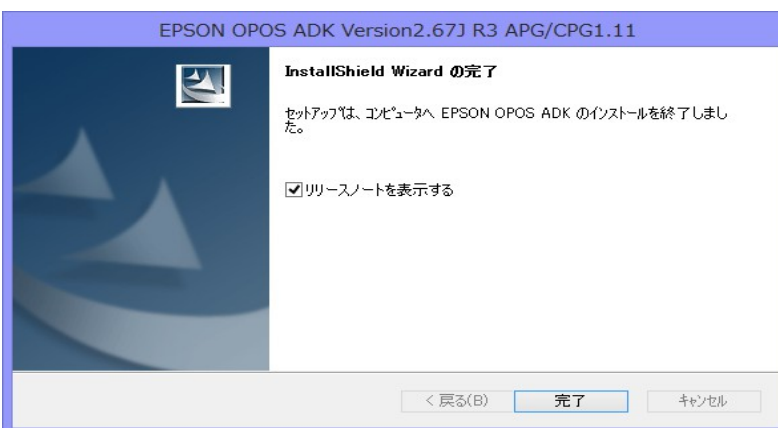 EPSON OPOS ADK Version2.67J R3 APG/CPG1.11
InstallShield Wizard の完了
セットアップは、コンピュータへ EPSON OPOS ADK のインストールを終了しまし
た。
リリースノートを表示する
< 戻る(B)
完了
キャンセル